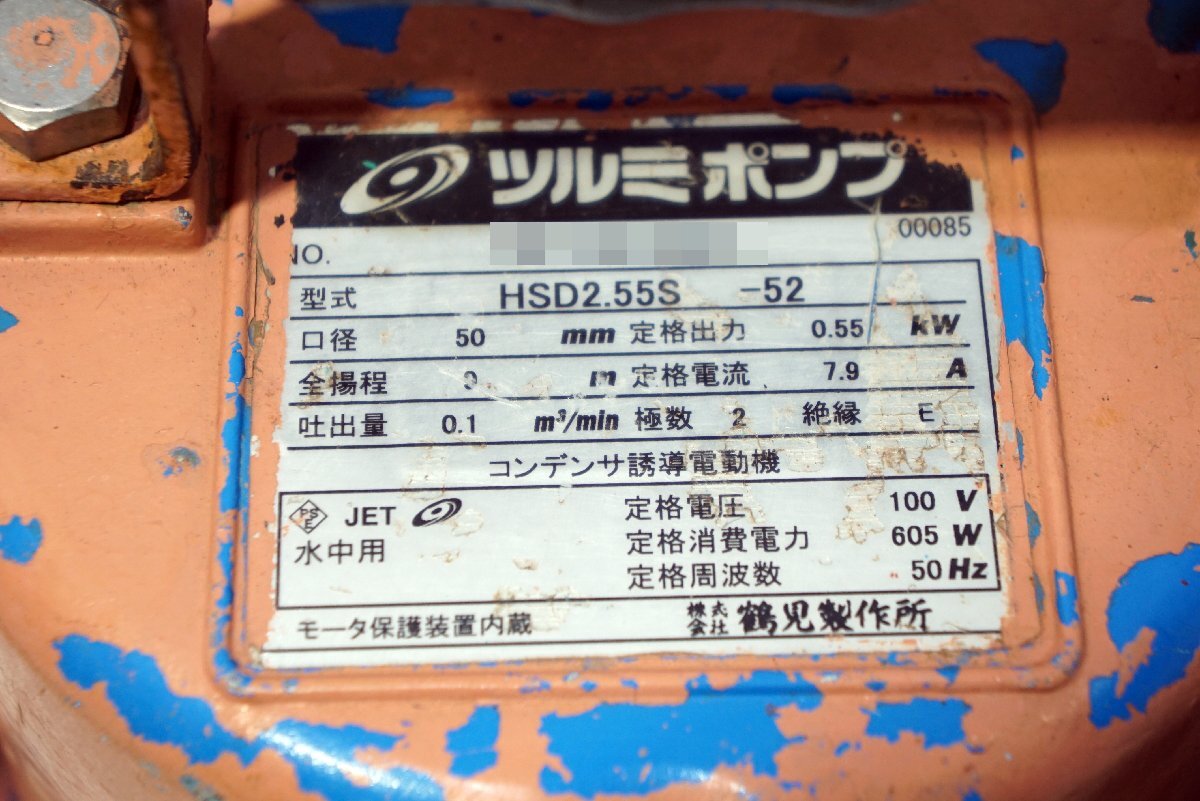 ツルミポンプ
00085
NO.
型式 HSD2.55S -52
口径 50 mm 定格出力 0.55 kW
全揚程 m 定格電流 7.9 A
吐出量 0.1 m³/min 極数 2 絶縁 E
コンデンサ誘導電動機
PS E JET 定格電圧 100 V
水中用 定格消費電力 605 W
定格周波数 50 Hz
モータ保護装置内蔵 株式会社 鶴見製作所